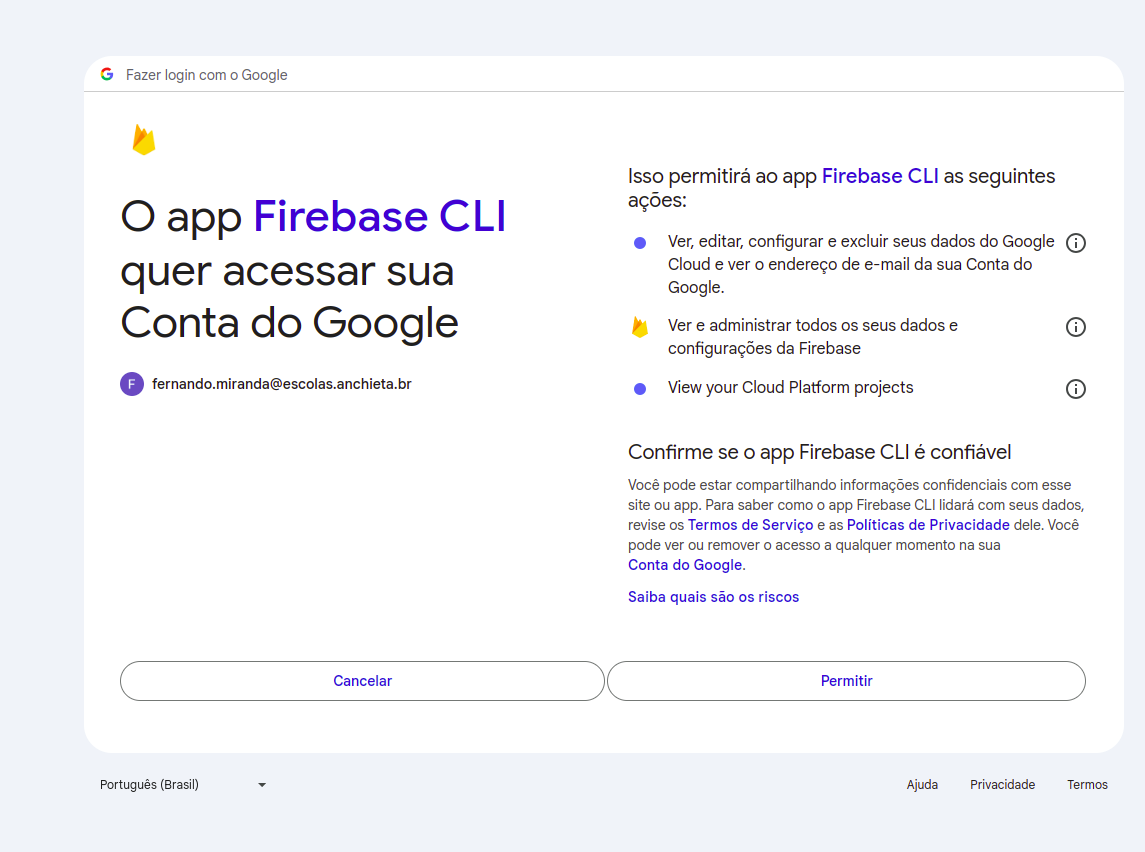 Fazer login com o Google
O app Firebase CLI
quer acessar sua
Conta do Google
F
fernando.miranda@escolas.anchieta.br
Isso permitirá ao app Firebase CLI as seguintes
ações:
Ver, editar, configurar e excluir seus dados do Google
Cloud e ver o endereço de e-mail da sua Conta do
Google.
Ver e administrar todos os seus dados e
configurações da Firebase
View your Cloud Platform projects
Confirme se o app Firebase CLI é confiável
Você pode estar compartilhando informações confidenciais com esse
site ou app. Para saber como o app Firebase CLI lidará com seus dados,
revise os Termos de Serviço e as Políticas de Privacidade dele. Você
pode ver ou remover o acesso a qualquer momento na sua
Conta do Google.
Saiba quais são os riscos
Cancelar
Permitir
Português (Brasil)
Ajuda
Privacidade
Termos